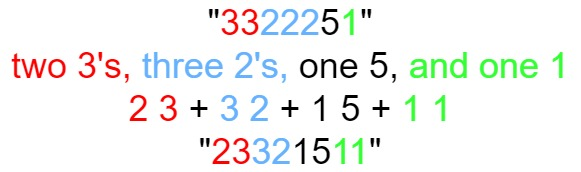 "3322251"
two 3's, three 2's, one 5, and one 1
2 3 + 3 2 + 1 5 + 1 1
"23321511"